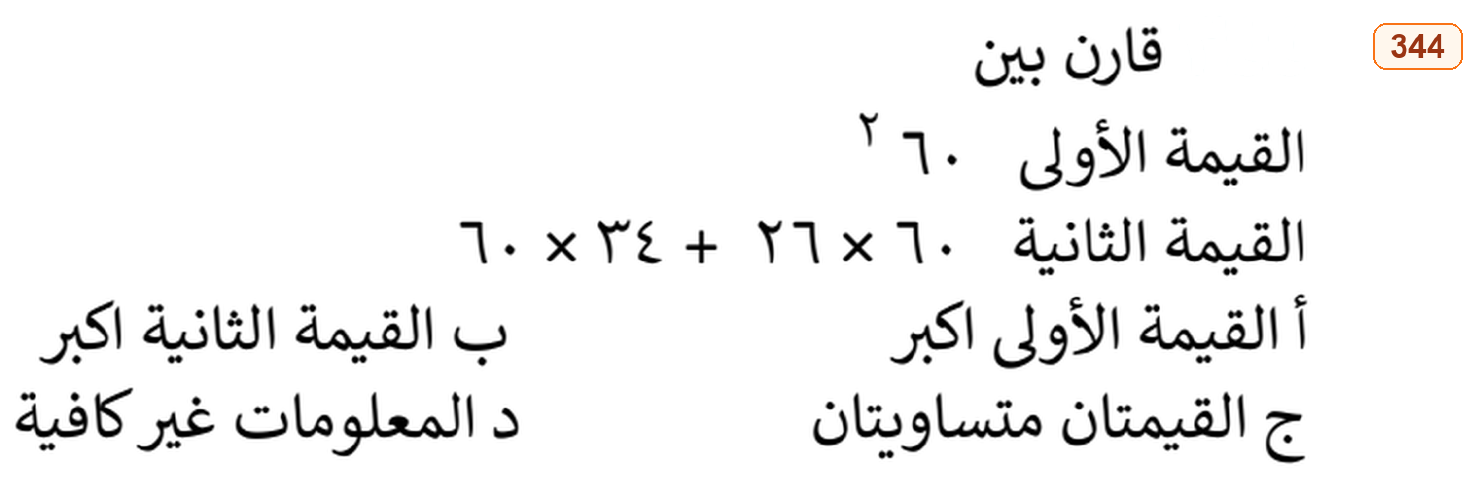 344
قارن بين
القيمة الأولى ٦٠ ٢
القيمة الثانية ٦٠ × ٢٦ + ٣٤ × ٦٠
أ القيمة الأولى اكبر ب القيمة الثانية اكبر
ج القيمتان متساويتان د المعلومات غير كافية